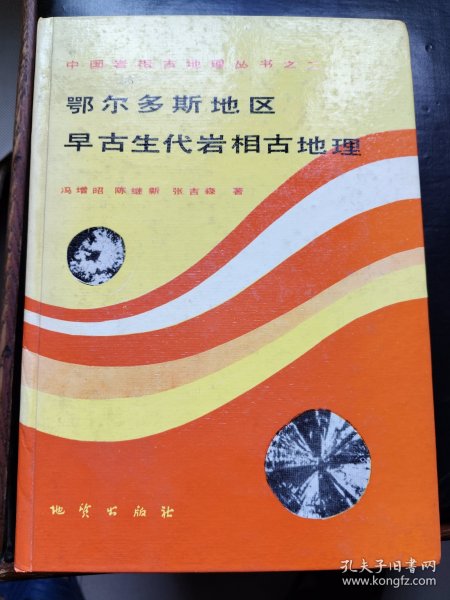 中国岩相古地理丛书之
鄂尔多斯地区
早古生代岩相古地理
冯增昭 陈继新 张吉森 著
地质出版社
孔夫子旧书网
www.kongfz.com